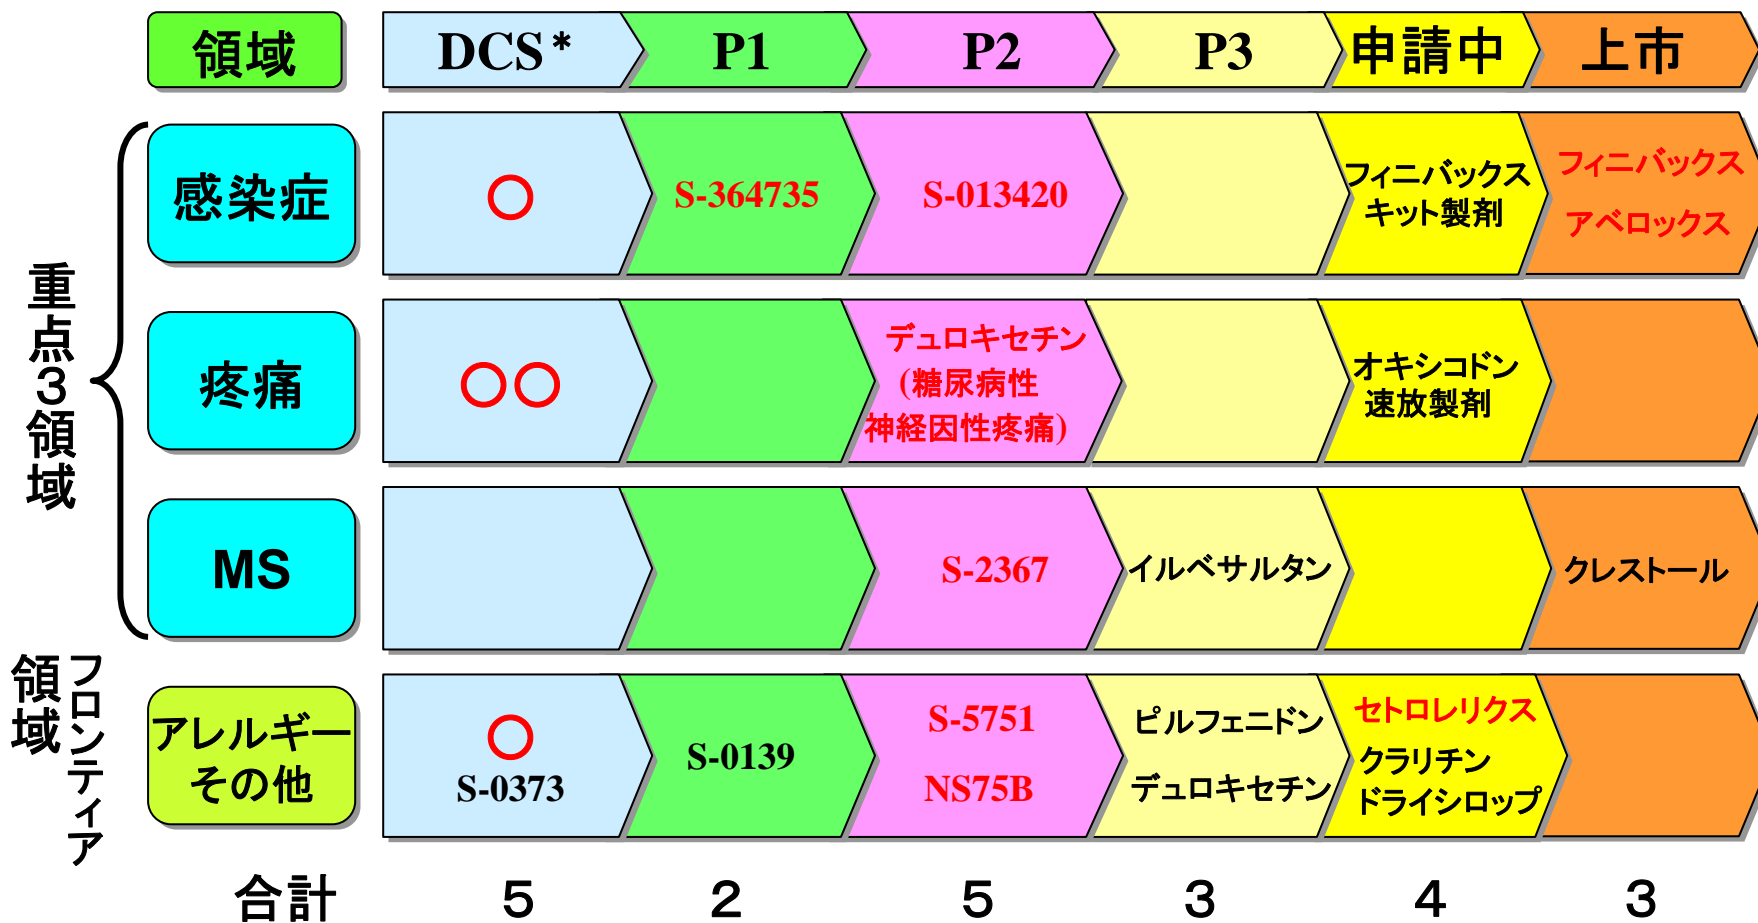 領域
DCS*
P1
P2
P3
申請中
上市
重点3領域
感染症
S-364735
S-013420
フィニバックス
キット製剤
フィニバックス
アベロックス
疼痛
デュロキセチン
(糖尿病性
神経因性疼痛)
オキシコドン
速放製剤
MS
S-2367
イルベサルタン
クレストール
フロンティア
領域
アレルギー
その他
S-0373
S-0139
S-5751
NS75B
ピルフェニドン
デュロキセチン
セトロレリクス
クラリチン
ドライシロップ
合計
5
2
5
3
4
3